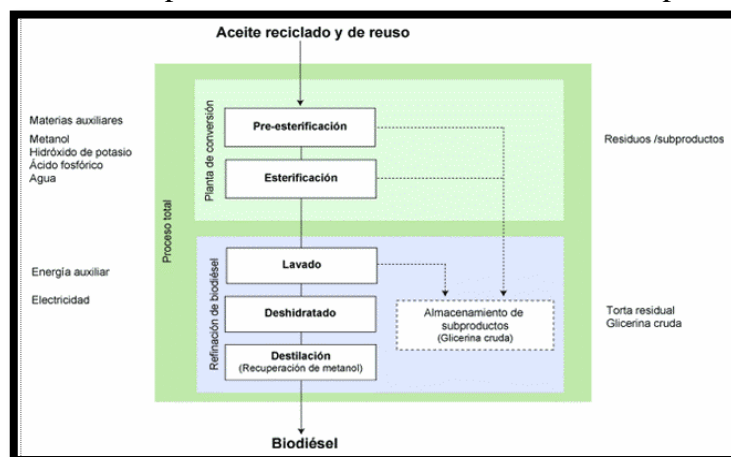 Aceite reciclado y de reuso
Materias auxiliares
Metanol
Hidróxido de potasio
Ácido fosfórico
Agua
Planta de conversión
Pre-esterificación
Esterificación
Residuos /subproductos
Proceso total
Energía auxiliar
Electricidad
Refinación de biodiésel
Lavado
Deshidratado
Destilación
(Recuperación de metanol)
Almacenamiento de
subproductos
(Glicerina cruda)
Torta residual
Glicerina cruda
Biodiésel